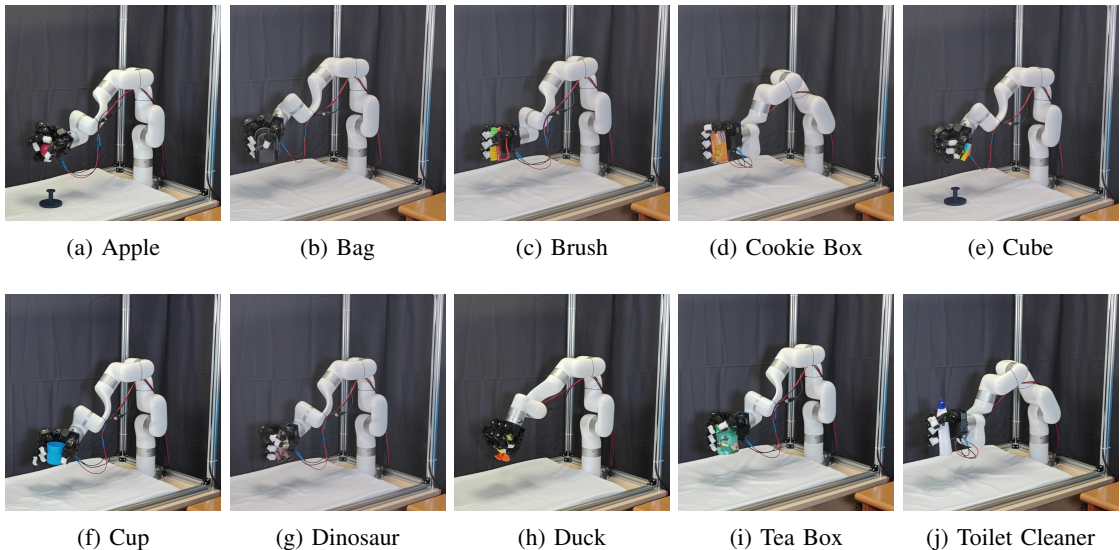 (a) Apple
(b) Bag
(c) Brush
(d) Cookie Box
(e) Cube
(f) Cup
(g) Dinosaur
(h) Duck
(i) Tea Box
(j) Toilet Cleaner